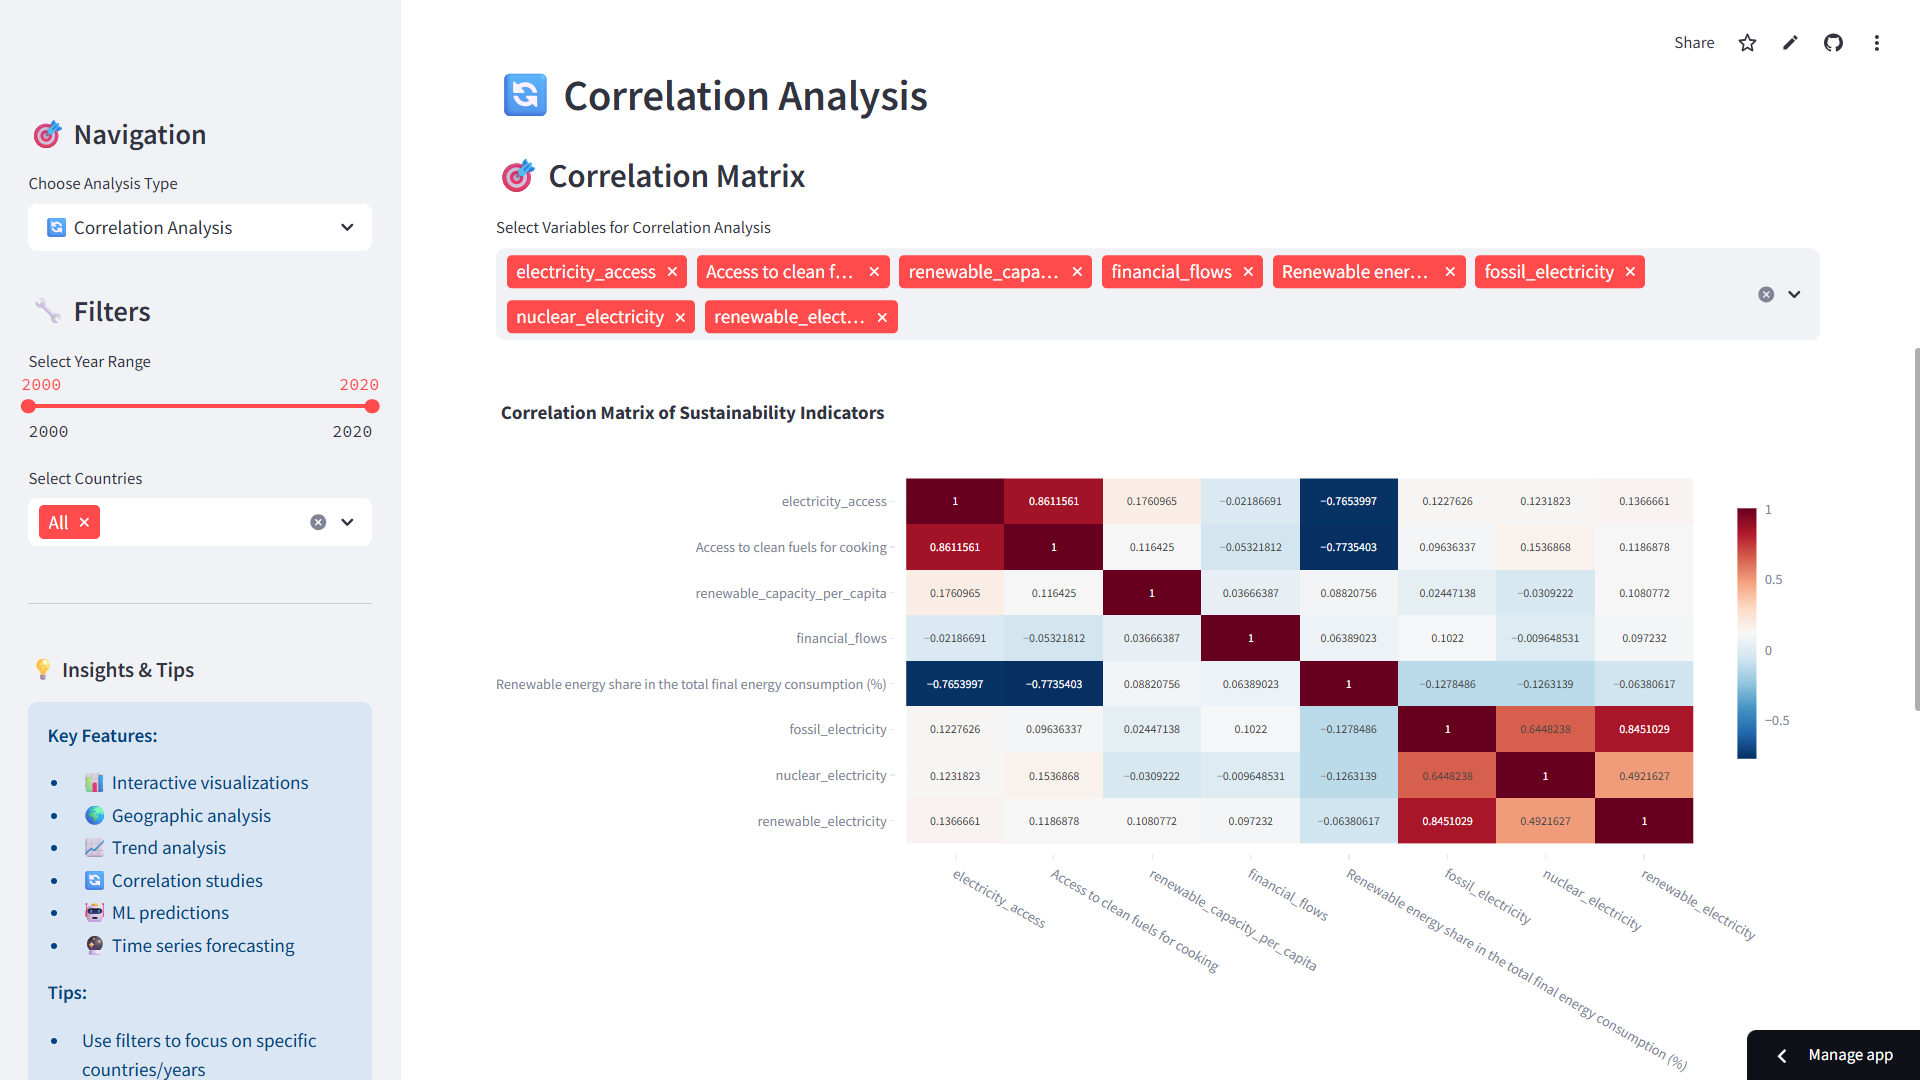 Share
Navigation
Choose Analysis Type
Correlation Analysis
Filters
Select Year Range
2000 2020
2000 2020
Select Countries
All
Insights & Tips
Key Features:
• Interactive visualizations
• Geographic analysis
• Trend analysis
• Correlation studies
• ML predictions
• Time series forecasting
Tips:
• Use filters to focus on specific
countries/years
Correlation Analysis
Correlation Matrix
Select Variables for Correlation Analysis
electricity_access Access to clean f... renewable_capa... financial_flows Renewable ener... fossil_electricity
nuclear_electricity renewable_elect...
Correlation Matrix of Sustainability Indicators
electricity_access 1 0.8611561 0.1760965 −0.02186691 −0.7653997 0.1227626 0.1231823 0.1366661
Access to clean fuels for cooking 0.8611561 1 0.116425 −0.05321812 −0.7735403 0.09636337 0.1536868 0.1186878
renewable_capacity_per_capita 0.1760965 0.116425 1 0.03666387 0.08820756 0.02447138 −0.0309222 0.1080772
financial_flows −0.02186691 −0.05321812 0.03666387 1 0.06389023 0.1022 −0.009648531 0.097232
Renewable energy share in the total final energy consumption (%) −0.7653997 −0.7735403 0.08820756 0.06389023 1 −0.1278486 −0.1263139 −0.06380617
fossil_electricity 0.1227626 0.09636337 0.02447138 0.1022 −0.1278486 1 0.6448238 0.8451029
nuclear_electricity 0.1231823 0.1536868 −0.0309222 −0.009648531 −0.1263139 0.6448238 1 0.4921627
renewable_electricity 0.1366661 0.1186878 0.1080772 0.097232 −0.06380617 0.8451029 0.4921627 1
electricity_access
Access to clean fuels for cooking
renewable_capacity_per_capita
financial_flows
Renewable energy share in the total final energy consumption (%)
fossil_electricity
nuclear_electricity
renewable_electricity
1
0.5
0
−0.5
Manage app